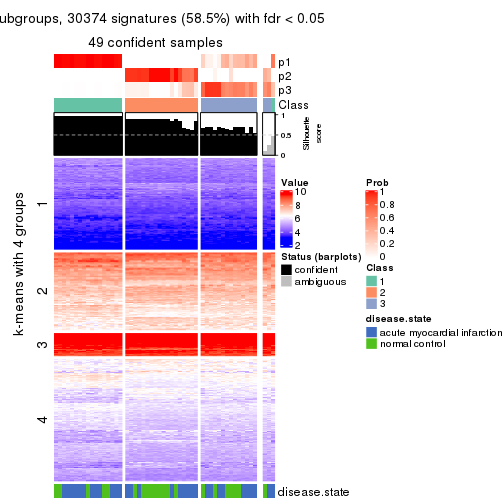 ubgroups, 30374 signatures (58.5%) with fdr < 0.05
49 confident samples
p1
p2
p3
Class
1
0.5
0
Silhouette
score
k-means with 4 groups
1
2
3
4
Value
10
8
6
4
2
Status (barplots)
confident
ambiguous
Prob
1
0.8
0.6
0.4
0.2
0
Class
1
2
3
disease.state
acute myocardial infarction
normal control
disease.state